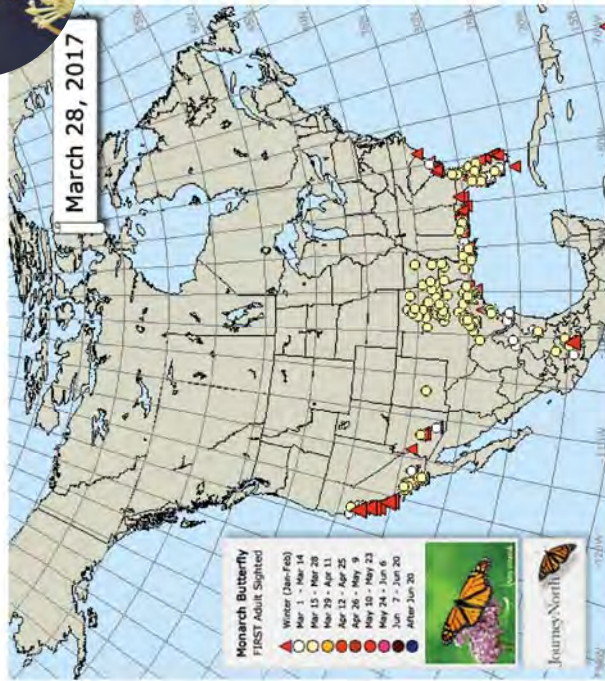 March 28, 2017
Monarch Butterfly
FIRST Adult Sighted
Winter (Jan-Feb)
Mar 1 - Mar 14
Mar 15 - Mar 28
Mar 29 - Apr 11
Apr 12 - Apr 25
Apr 26 - May 9
May 10 - May 23
May 24 - Jun 6
Jun 7 - Jun 20
After Jun 20
JourneyNorth